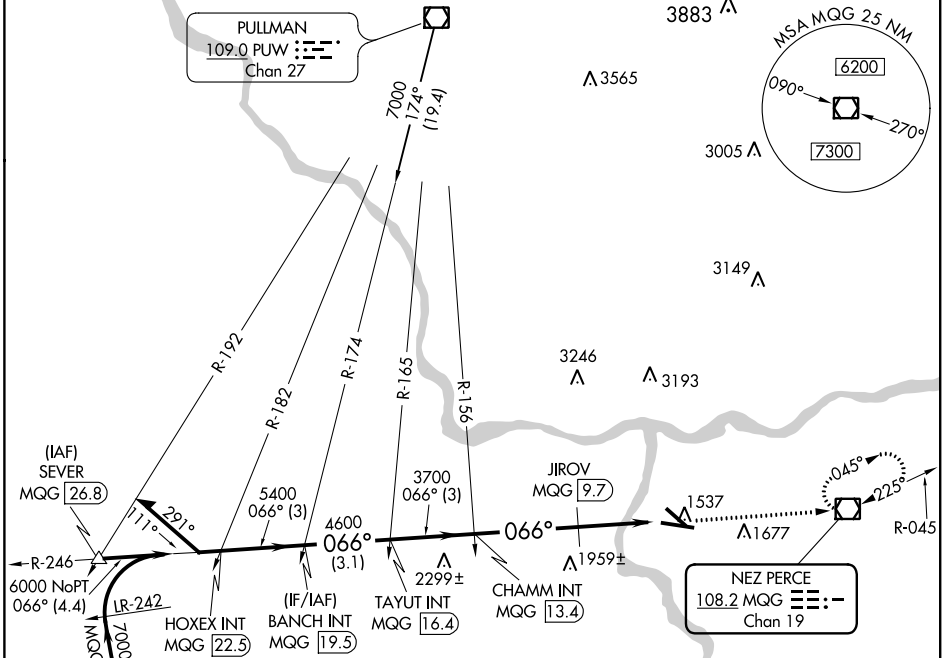 PULLMAN
109.0 PUW
Chan 27
3883
MSA MQG 25 NM
6200
090°
270°
7300
3565
7000
174°
(19.4)
3005
3149
3246
3193
R-192
R-182
R-174
R-165
R-156
(IAF)
SEVER
MQG 26.8
111°
291°
5400
066° (3)
4600
066°
(3.1)
3700
066° (3)
066°
JIROV
MQG 9.7
1537
1677
045°
225°
R-045
R-246
6000 NoPT
066° (4.4)
LR-242
7000
MQG
HOXEX INT
MQG 22.5
(IF/IAF)
BANCH INT
MQG 19.5
TAYUT INT
MQG 16.4
2299±
CHAMM INT
MQG 13.4
1959±
NEZ PERCE
108.2 MQG
Chan 19